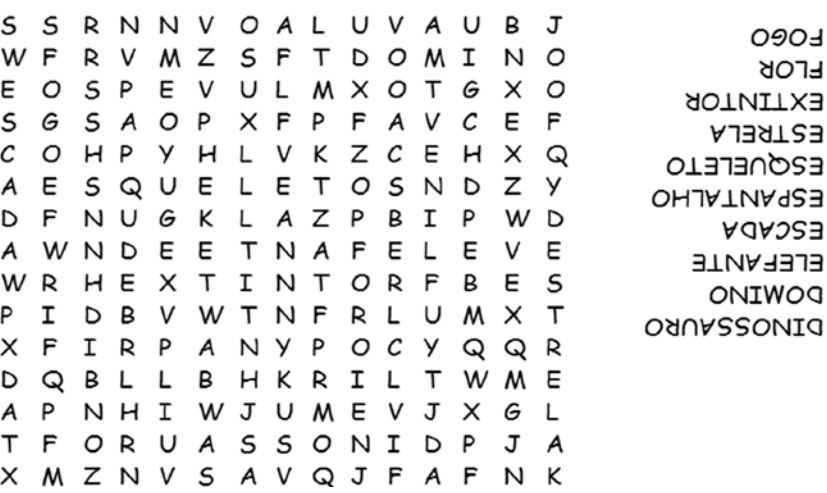 S S R N N V O A L U V A U B J
W F R V M Z S F T D O M I N O
E O S P E V U L M X O T G X O
S G S A O P X F P F A V C E F
C O H P Y H L V K Z C E H X Q
A E S Q U E L E T O S N D Z Y
D F N U G K L A Z P B I P W D
A W N D E E T N A F E L E V E
W R H E X T I N T O R F B E S
P I D B V W T N F R L U M X T
X F I R P A N Y P O C Y Q Q R
D Q B L L B H K R I L T W M E
A P N H I W J U M E V J X G L
T F O R U A S S O N I D P J A
X M Z N V S A V Q J F A F N K
DINOSSAURO
DOMINO
ELEFANTE
ESCADA
ESPANTALHO
ESQUELETO
ESTRELA
EXTINTOR
FLOR
FOGO